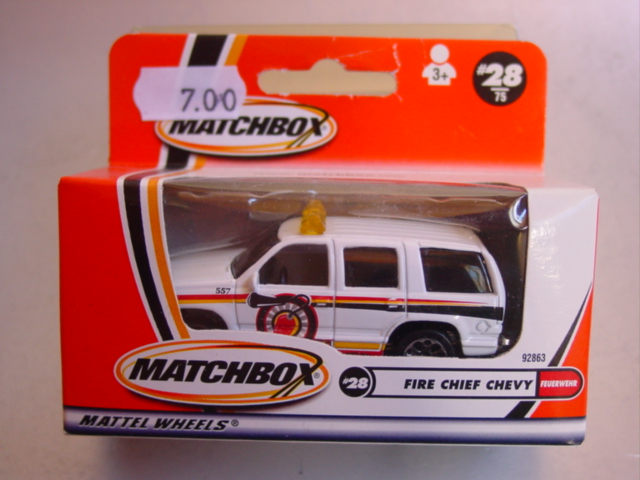 7.00
MATCHBOX
3+
#28
75
557
92863
MATCHBOX®
#28 FIRE CHIEF CHEVY FEUERWEHR
MATTEL WHEELS®